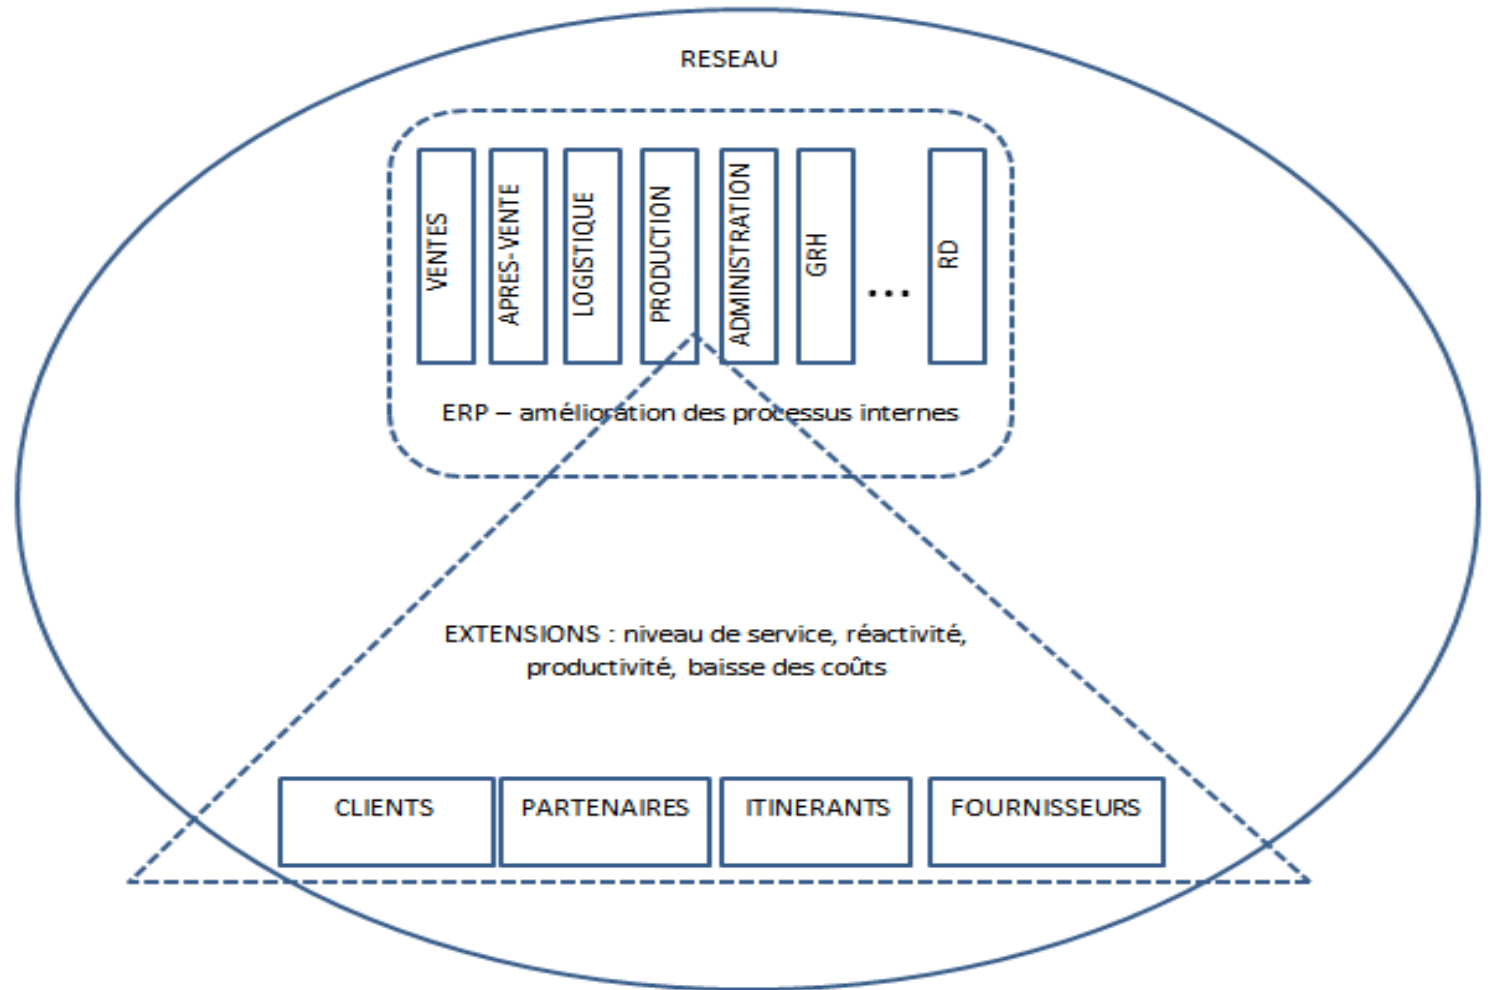 RESEAU
VENTES
APRES-VENTE
LOGISTIQUE
PRODUCTION
ADMINISTRATION
GRH
...
RD
ERP – amélioration des processus internes
EXTENSIONS : niveau de service, réactivité,
productivité, baisse des coûts
CLIENTS
PARTENAIRES
ITINERANTS
FOURNISSEURS